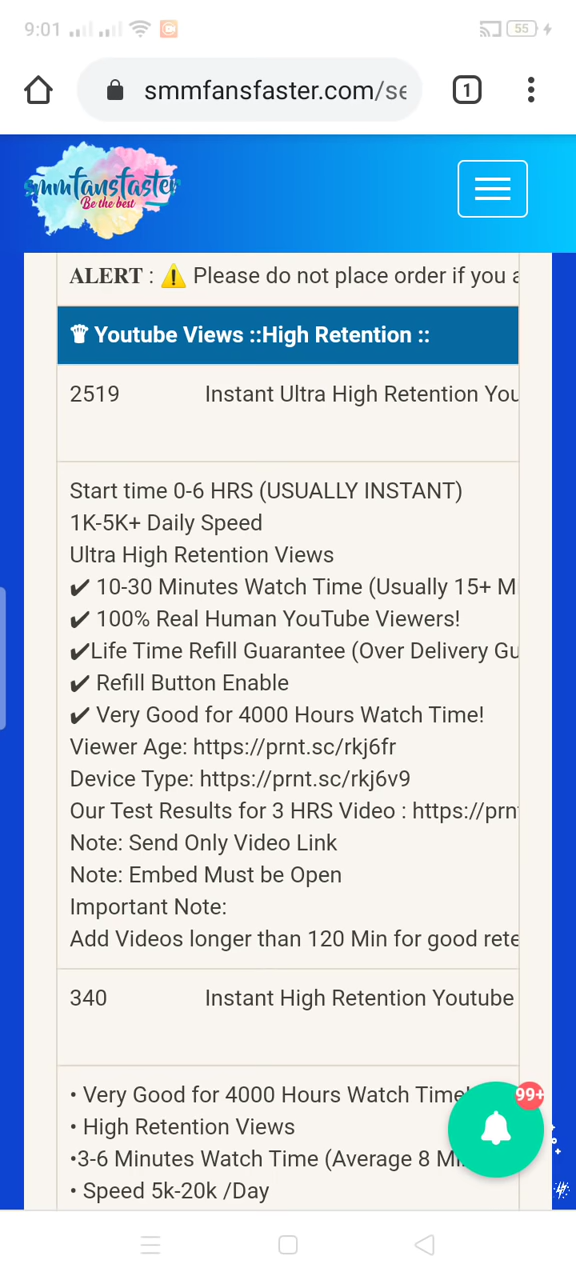 9:01
55
smmfansfaster.com/se
1
smmfansfaster
Be the best
ALERT : ⚠️ Please do not place order if you a
♛ Youtube Views ::High Retention ::
2519 Instant Ultra High Retention You
Start time 0-6 HRS (USUALLY INSTANT)
1K-5K+ Daily Speed
Ultra High Retention Views
✔ 10-30 Minutes Watch Time (Usually 15+ M
✔ 100% Real Human YouTube Viewers!
✔Life Time Refill Guarantee (Over Delivery Gu
✔ Refill Button Enable
✔ Very Good for 4000 Hours Watch Time!
Viewer Age: https://prnt.sc/rkj6fr
Device Type: https://prnt.sc/rkj6v9
Our Test Results for 3 HRS Video : https://prn
Note: Send Only Video Link
Note: Embed Must be Open
Important Note:
Add Videos longer than 120 Min for good rete
340 Instant High Retention Youtube
• Very Good for 4000 Hours Watch Time!
99+
• High Retention Views
•3-6 Minutes Watch Time (Average 8 Mi
• Speed 5k-20k /Day